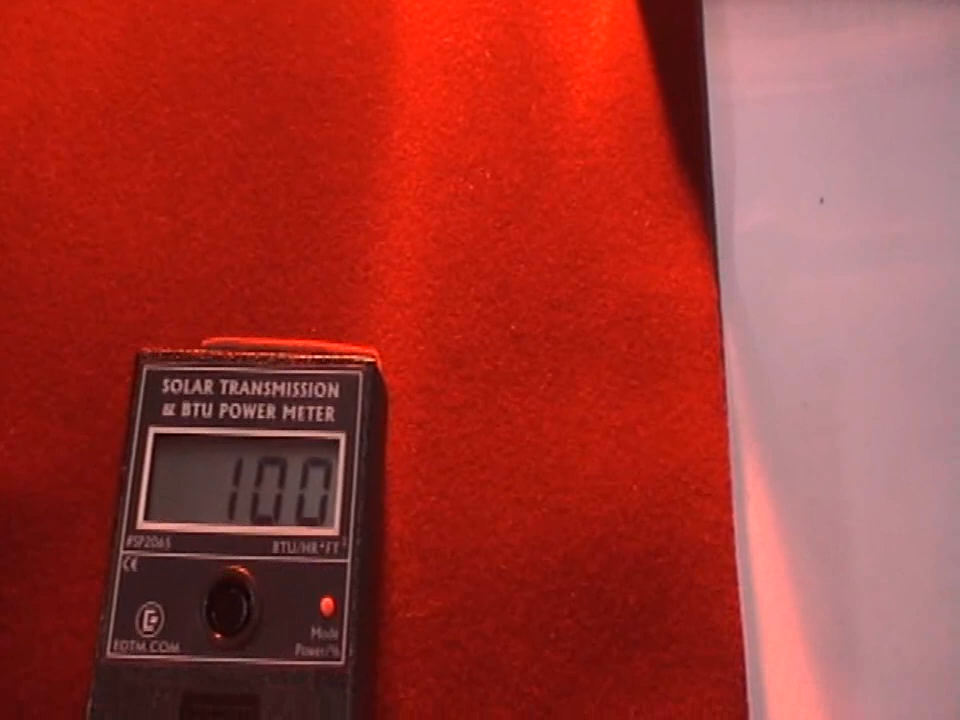 SOLAR TRANSMISSION
& BTU POWER METER
100
#SP2065 BTU/HR*FT²
CE
Mode
Power/%
EDTM.COM